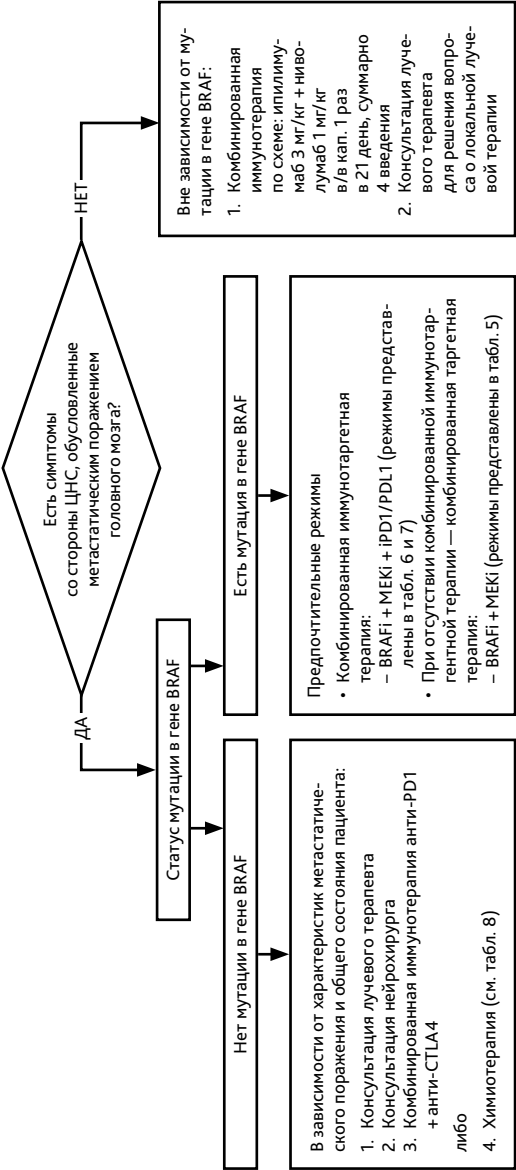 Есть симптомы
со стороны ЦНС, обусловленные
метастатическим поражением
головного мозга?
ДА
НЕТ
Статус мутации в гене BRAF
Нет мутации в гене BRAF
Есть мутация в гене BRAF
В зависимости от характеристик метастатиче-
ского поражения и общего состояния пациента:
1. Консультация лучевого терапевта
2. Консультация нейрохирурга
3. Комбинированная иммунотерапия анти-PD1
+ анти-CTLA4
либо
4. Химиотерапия (см. табл. 8)
Предпочтительные режимы
• Комбинированная иммунотаргетная
терапия:
– BRAFi + MEKi + iPD1/PDL1 (режимы представ-
лены в табл. 6 и 7)
• При отсутствии комбинированной иммунотар-
гентной терапии — комбинированная таргетная
терапия:
– BRAFi + MEKi (режимы представлены в табл. 5)
Вне зависимости от му-
тации в гене BRAF:
1. Комбинированная
иммунотерапия
по схеме: ипилиму-
маб 3 мг/кг + ниво-
лумаб 1 мг/кг
в/в кап. 1 раз
в 21 день, суммарно
4 введения
2. Консультация луче-
вого терапевта
для решения вопро-
са о локальной луче-
вой терапии